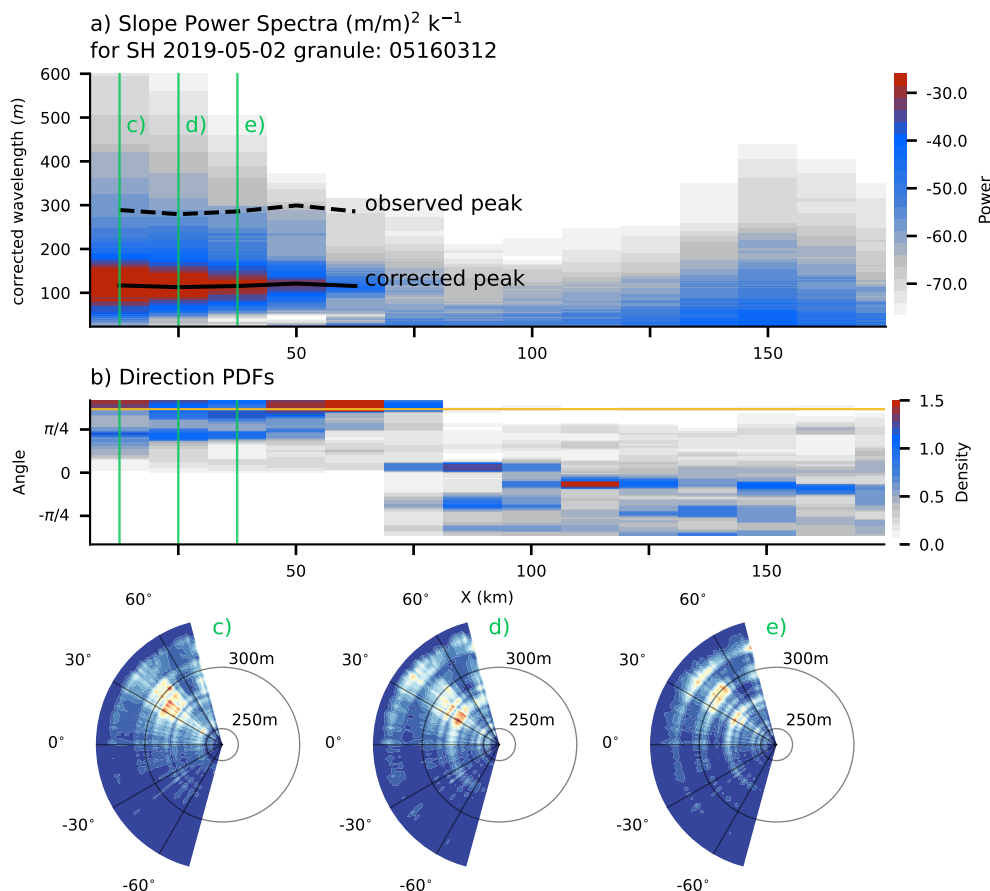 a) Slope Power Spectra (m/m)² k⁻¹
for SH 2019-05-02 granule: 05160312
600
500
400
300
200
100
corrected wavelength (m)
c)
d)
e)
observed peak
corrected peak
50
100
150
-30.0
-40.0
-50.0
-60.0
-70.0
Power
b) Direction PDFs
π/4
0
-π/4
Angle
50
100
150
X (km)
1.5
1.0
0.5
0.0
Density
c)
60°
30°
0°
-30°
-60°
300m
250m
d)
60°
30°
0°
-30°
-60°
300m
250m
e)
60°
30°
0°
-30°
-60°
300m
250m